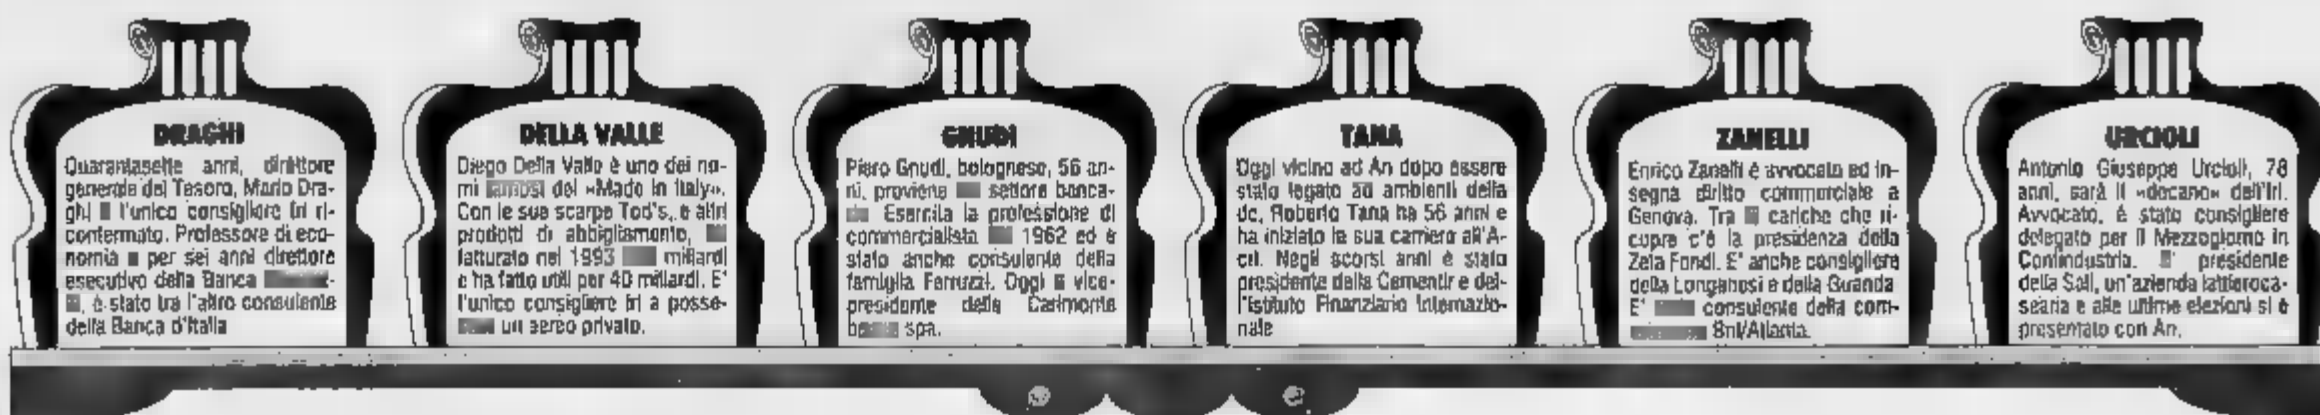 DRAGHI
Quarantasette anni, direttore
generale del Tesoro, Mario Dra-
ghi l'unico consigliere Iri ri-
confermato. Professore di eco-
nomia per sei anni direttore
esecutivo della Banca
è stato tra l'altro consulente
della Banca d'Italia
DELLA VALLE
Diego Della Valle è uno dei no-
mi famosi del «Made in Italy».
Con le sue scarpe Tod's, e altri
prodotti di abbigliamento,
fatturato nel 1993 miliardi
e ha fatto utili per 40 miliardi. E'
l'unico consigliere Iri a posse-
un aereo privato.
GNUDI
Piero Gnudi, bolognese, 56 an-
ni, proviene settore banca-
Esercita la professione di
commercialista 1962 ed è
stato anche consulente della
famiglia Ferruzzi. Oggi vice-
presidente della Carimonte
spa.
TANA
Oggi vicino ad An dopo essere
stato legato ad ambienti della
dc, Roberto Tana ha 56 anni e
ha iniziato la sua carriera all'A-
cri. Negli scorsi anni è stato
presidente della Cementir e del-
l'Istituto Finanziario Internazio-
nale
ZANELLI
Enrico Zanelli è avvocato ed in-
segna diritto commerciale a
Genova. Tra cariche che ri-
copre c'è la presidenza della
Zeta Fondi. E' anche consigliere
della Longanesi e della Guanda
E' consulente della com-
Bnl/Atlanta.
URCIOLI
Antonio Giuseppe Urcioli, 78
anni, sarà il «decano» dell'Iri.
Avvocato, è stato consigliere
delegato per il Mezzogiorno in
Confindustria. presidente
della Sail, un'azienda lattieroca-
searia e alle ultime elezioni si è
presentato con An.